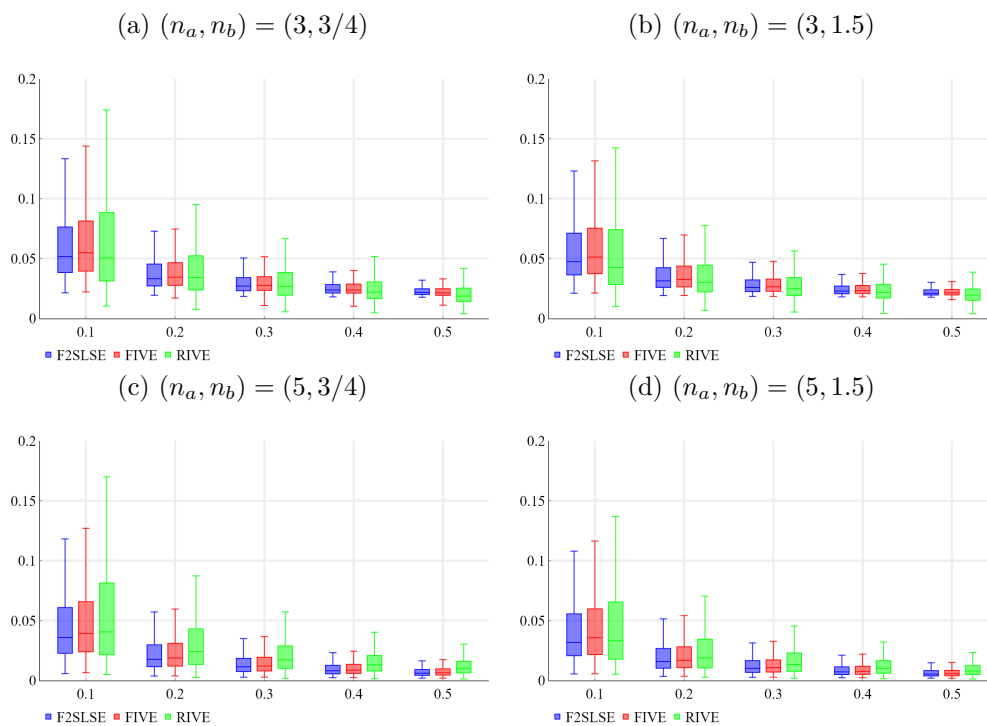 (a) (n_a, n_b) = (3, 3/4)
0.2
0.15
0.1
0.05
0
0.1 0.2 0.3 0.4 0.5
F2SLSE FIVE RIVE
(b) (n_a, n_b) = (3, 1.5)
0.2
0.15
0.1
0.05
0
0.1 0.2 0.3 0.4 0.5
F2SLSE FIVE RIVE
(c) (n_a, n_b) = (5, 3/4)
0.2
0.15
0.1
0.05
0
0.1 0.2 0.3 0.4 0.5
F2SLSE FIVE RIVE
(d) (n_a, n_b) = (5, 1.5)
0.2
0.15
0.1
0.05
0
0.1 0.2 0.3 0.4 0.5
F2SLSE FIVE RIVE